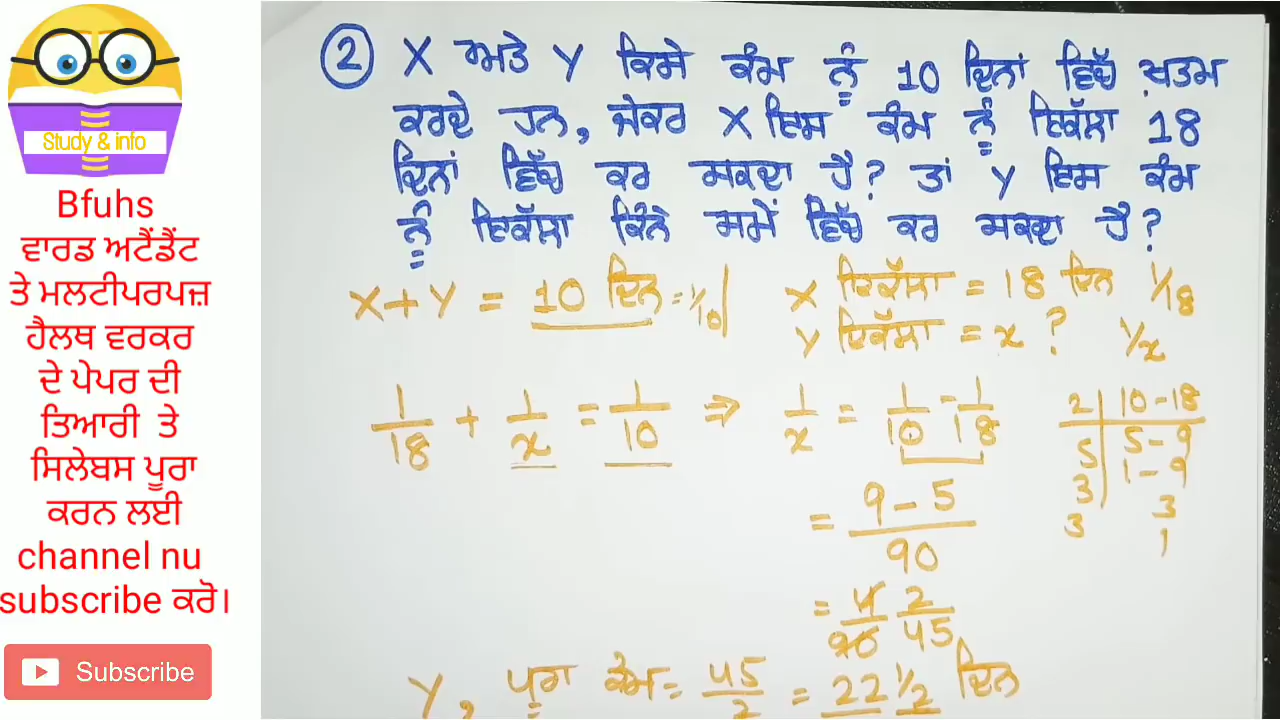 Study & info
Bfuhs
ਵਾਰਡ ਅਟੈਂਡੈਂਟ
ਤੇ ਮਲਟੀਪਰਪਜ਼
ਹੈਲਥ ਵਰਕਰ
ਦੇ ਪੇਪਰ ਦੀ
ਤਿਆਰੀ ਤੇ
ਸਿਲੇਬਸ ਪੂਰਾ
ਕਰਨ ਲਈ
channel nu
subscribe ਕਰੋ।
Subscribe
② X ਅਤੇ Y ਕਿਸੇ ਕੰਮ ਨੂੰ 10 ਦਿਨਾਂ ਵਿੱਚ ਖ਼ਤਮ
ਕਰਦੇ ਹਨ, ਜੇਕਰ X ਇਸ ਕੰਮ ਨੂੰ ਇਕੱਲਾ 18
ਦਿਨਾਂ ਵਿੱਚ ਕਰ ਸਕਦਾ ਹੈ? ਤਾਂ Y ਇਸ ਕੰਮ
ਨੂੰ ਇਕੱਲਾ ਕਿੰਨੇ ਸਮੇਂ ਵਿੱਚ ਕਰ ਸਕਦਾ ਹੈ?
X+Y = 10 ਦਿਨ = 1/10
X ਇਕੱਲਾ = 18 ਦਿਨ 1/18
Y ਇਕੱਲਾ = x ? 1/x
1/18 + 1/x = 1/10 ⇒ 1/x = 1/10 - 1/18
= 9 - 5 / 90
= 4/90 2/45
2 | 10 - 18
5 | 5 - 9
3 | 1 - 9
3 3
1
Y, ਪੂਰਾ ਕੰਮ = 45/2 = 22 1/2 ਦਿਨ